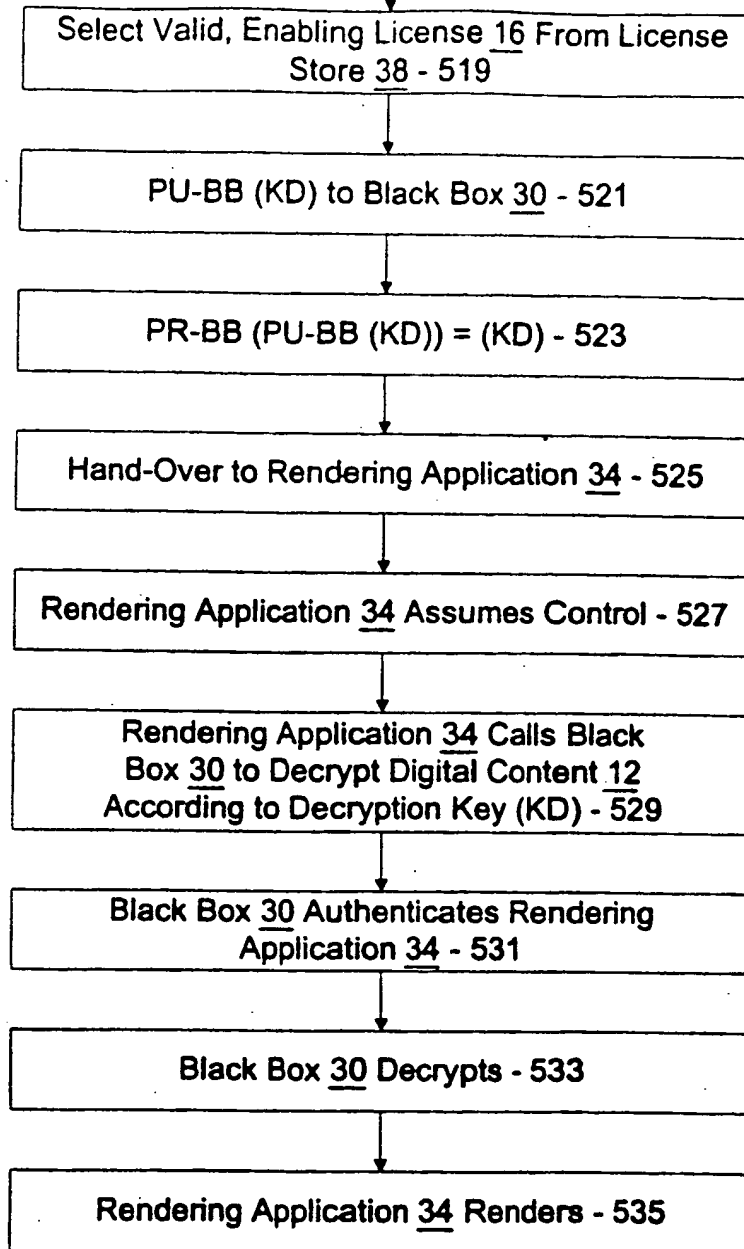 Select Valid, Enabling License 16 From License
Store 38 - 519
PU-BB (KD) to Black Box 30 - 521
PR-BB (PU-BB (KD)) = (KD) - 523
Hand-Over to Rendering Application 34 - 525
Rendering Application 34 Assumes Control - 527
Rendering Application 34 Calls Black
Box 30 to Decrypt Digital Content 12
According to Decryption Key (KD) - 529
Black Box 30 Authenticates Rendering
Application 34 - 531
Black Box 30 Decrypts - 533
Rendering Application 34 Renders - 535